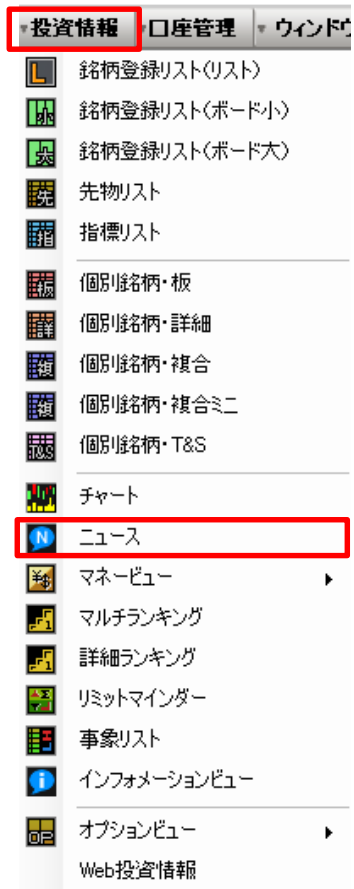 投資情報 口座管理 ウィンドウ
銘柄登録リスト(リスト)
銘柄登録リスト(ボード小)
銘柄登録リスト(ボード大)
先物リスト
指標リスト
個別銘柄・板
個別銘柄・詳細
個別銘柄・複合
個別銘柄・複合ミニ
個別銘柄・T&S
チャート
ニュース
マネービュー
マルチランキング
詳細ランキング
リミットマインダー
事象リスト
インフォメーションビュー
オプションビュー
Web投資情報